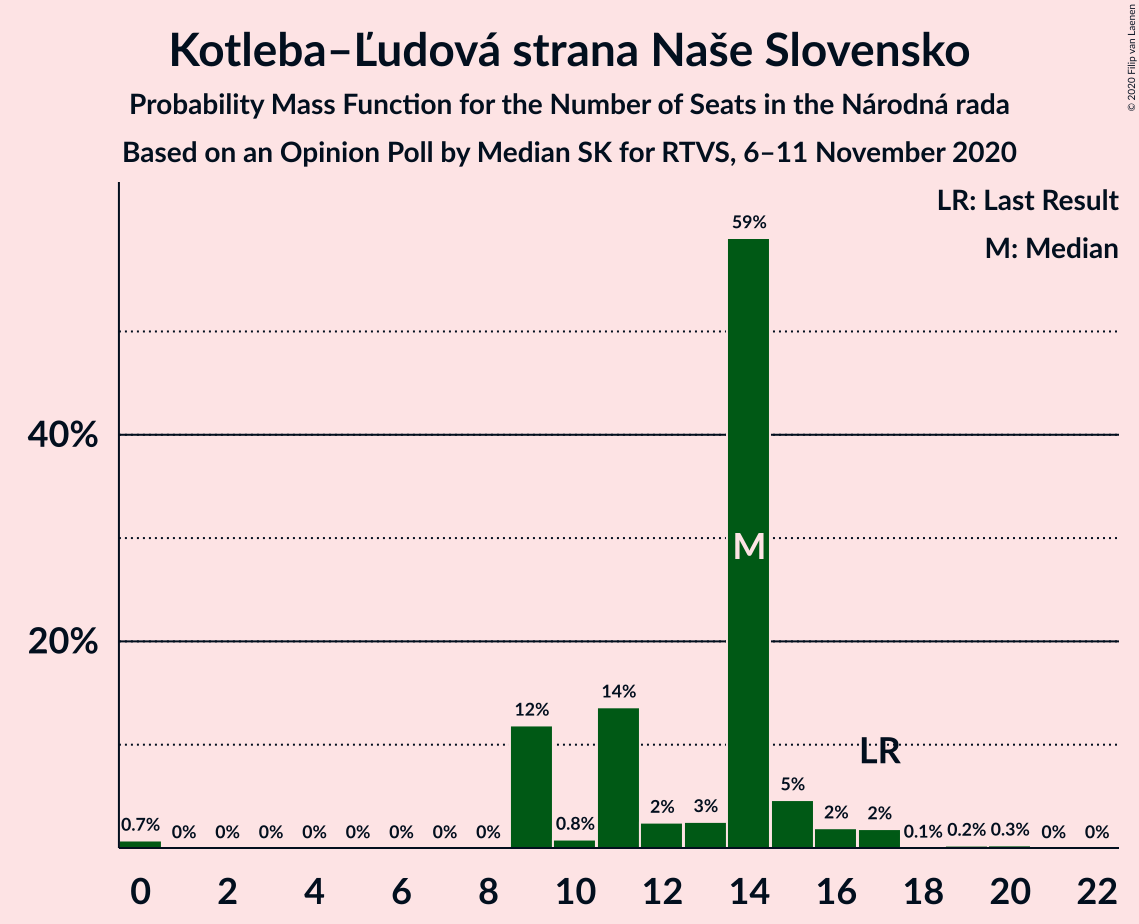 Kotleba–Ľudová strana Naše Slovensko
Probability Mass Function for the Number of Seats in the Národná rada
Based on an Opinion Poll by Median SK for RTVS, 6–11 November 2020
© 2020 Filip van Laenen
LR: Last Result
M: Median
40%
20%
0.7% 0% 0% 0% 0% 0% 0% 0% 0% 12% 0.8% 14% 2% 3% 59% 5% 2% 2% 0.1% 0.2% 0.3% 0% 0%
M
LR
0 2 4 6 8 10 12 14 16 18 20 22